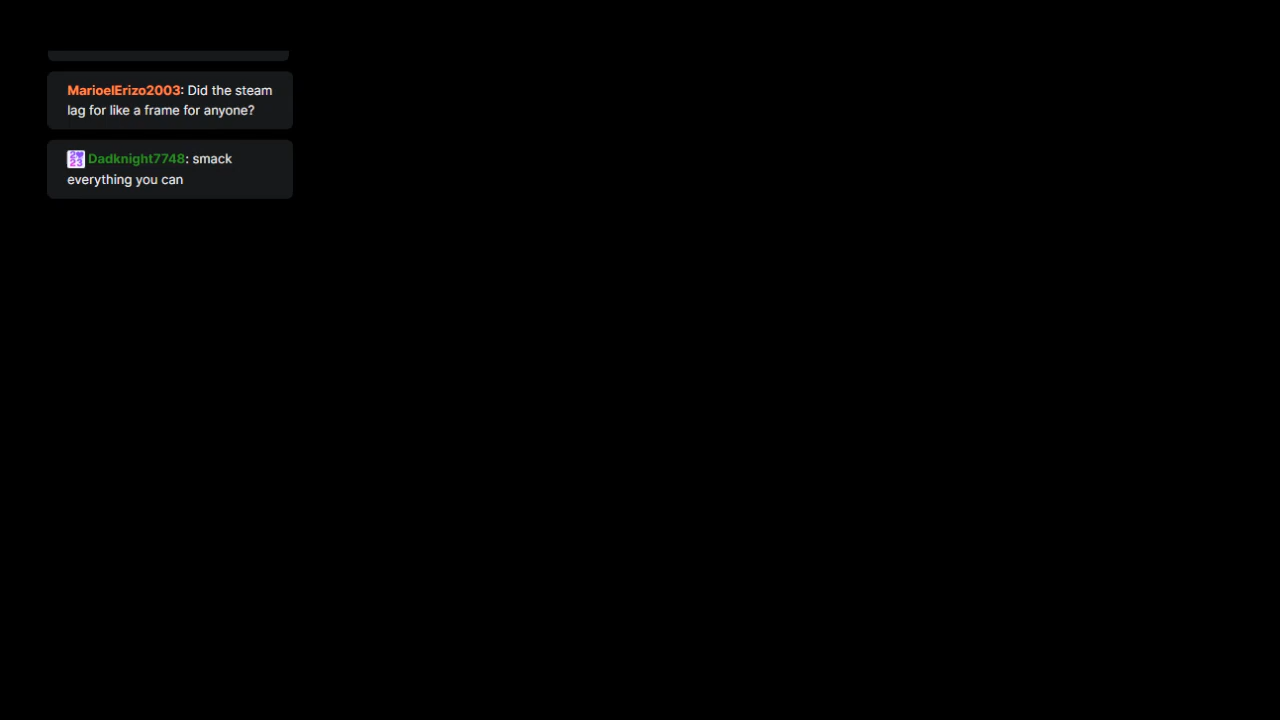 MarioelErizo2003: Did the steam
lag for like a frame for anyone?
Dadknight7748: smack
everything you can